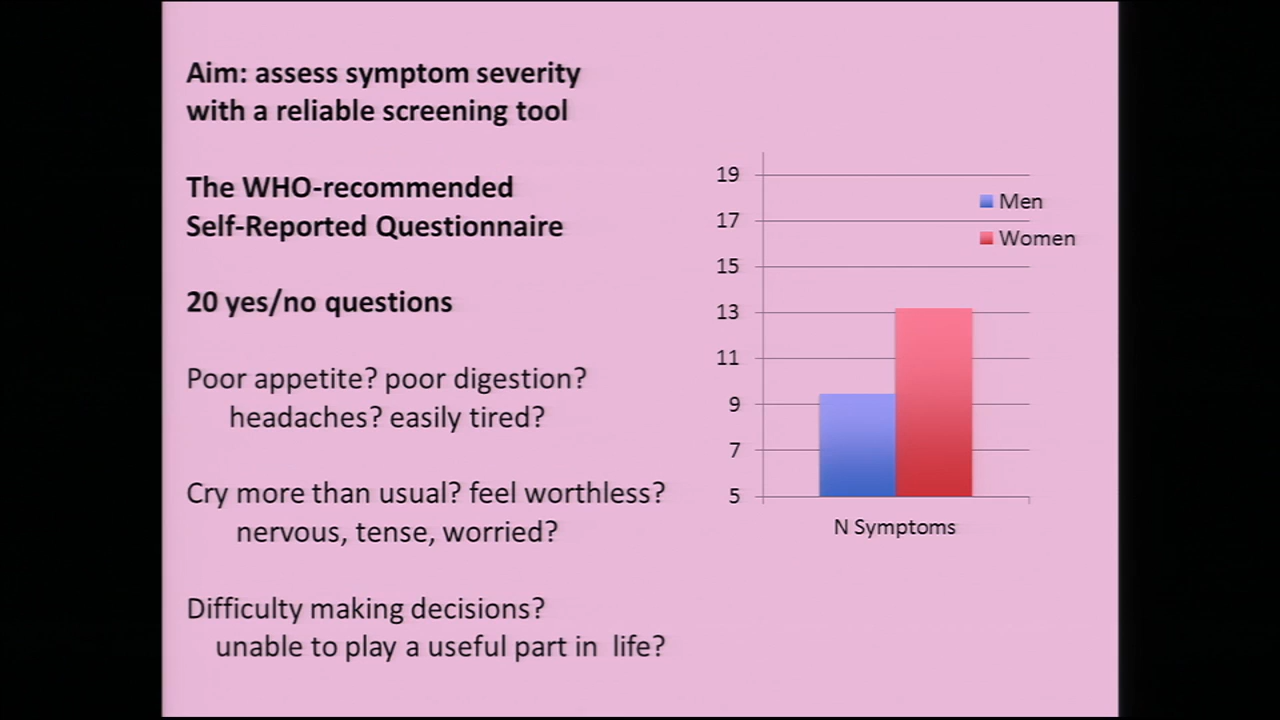 Aim: assess symptom severity
with a reliable screening tool
The WHO-recommended
Self-Reported Questionnaire
20 yes/no questions
Poor appetite? poor digestion?
headaches? easily tired?
Cry more than usual? feel worthless?
nervous, tense, worried?
Difficulty making decisions?
unable to play a useful part in life?
19
17
15
13
11
9
7
5
Men
Women
N Symptoms